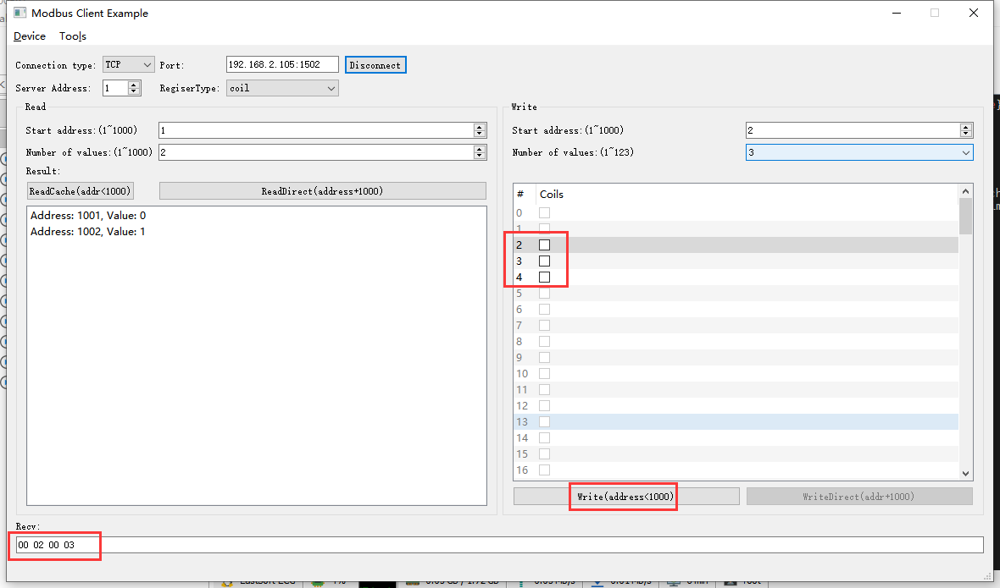 Modbus Client Example
Device Tools
Connection type: TCP Port: 192.168.2.105:1502 Disconnect
Server Address: 1 RegiserType: coil
Read
Start address:(1~1000) 1
Number of values:(1~1000) 2
Result:
ReadCache(addr<1000) ReadDirect(address+1000)
Address: 1001, Value: 0
Address: 1002, Value: 1
Write
Start address:(1~1000) 2
Number of values:(1~123) 3
# Coils
0
1
2
3
4
5
6
7
8
9
10
11
12
13
14
15
16
Write(address<1000) WriteDirect(addr+1000)
Recv:
00 02 00 03